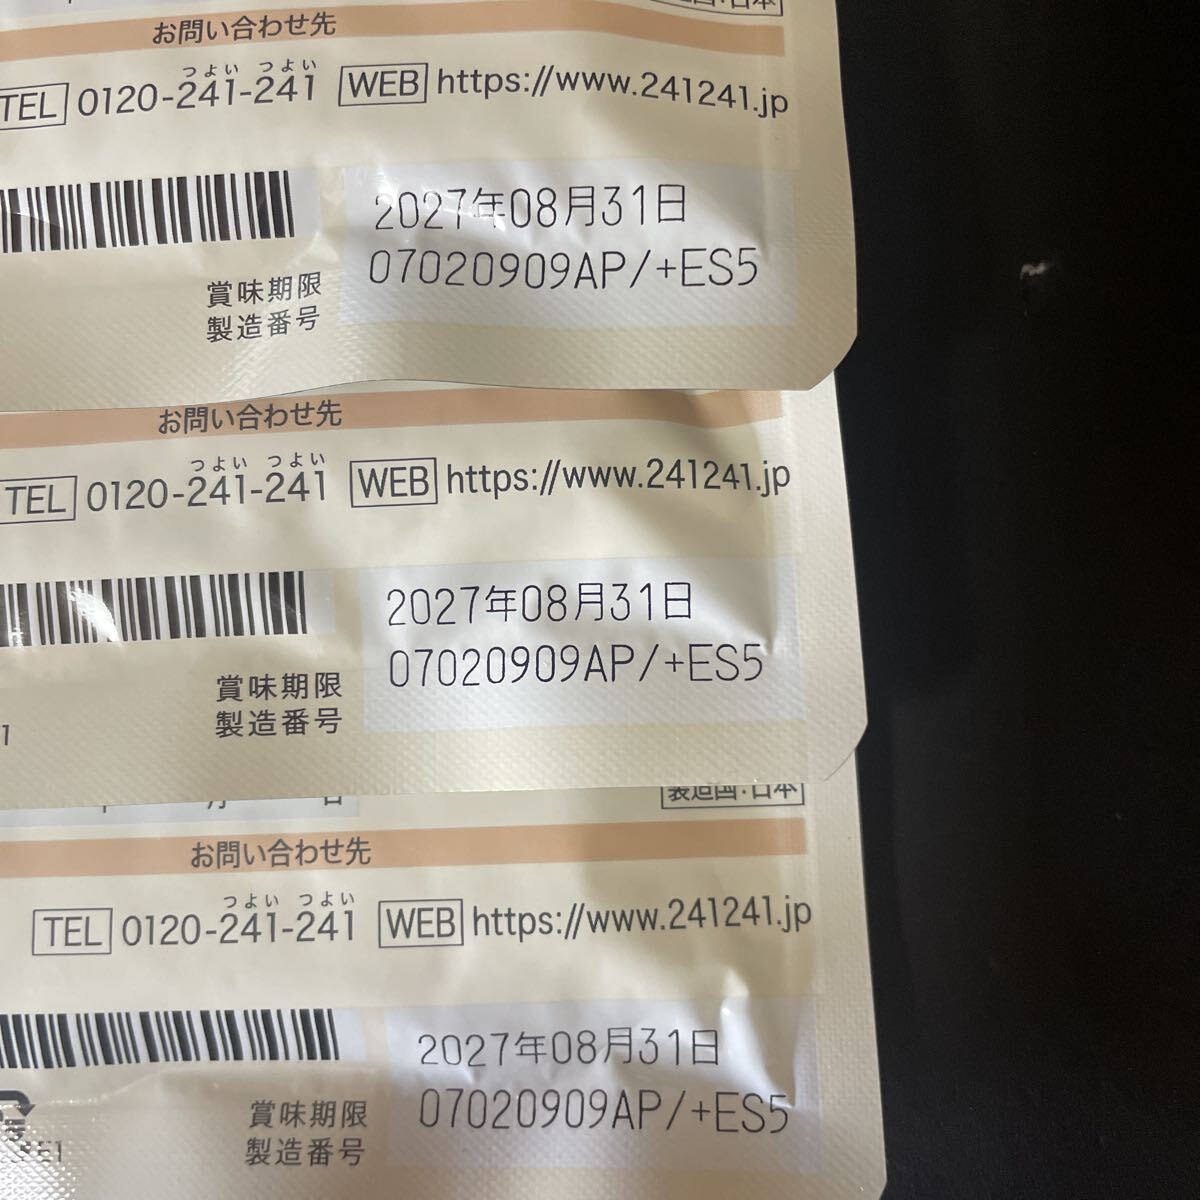 お問い合わせ先
つよい つよい
TEL 0120-241-241 WEB https://www.241241.jp
2027年08月31日
07020909AP/+ES5
賞味期限
製造番号
お問い合わせ先
つよい つよい
TEL 0120-241-241 WEB https://www.241241.jp
2027年08月31日
07020909AP/+ES5
賞味期限
製造番号
月 日
製造国:日本
お問い合わせ先
つよい つよい
TEL 0120-241-241 WEB https://www.241241.jp
2027年08月31日
07020909AP/+ES5
賞味期限
製造番号